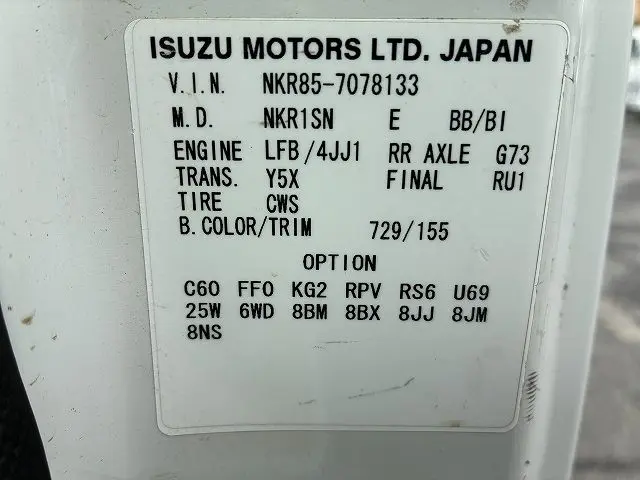 ISUZU MOTORS LTD. JAPAN
V.I.N. NKR85-7078133
M.D. NKR1SN E BB/BI
ENGINE LFB/4JJ1 RR AXLE G73
TRANS. Y5X FINAL RU1
TIRE CWS
B.COLOR/TRIM 729/155
OPTION
C60 FF0 KG2 RPV RS6 U69
25W 6WD 8BM 8BX 8JJ 8JM
8NS